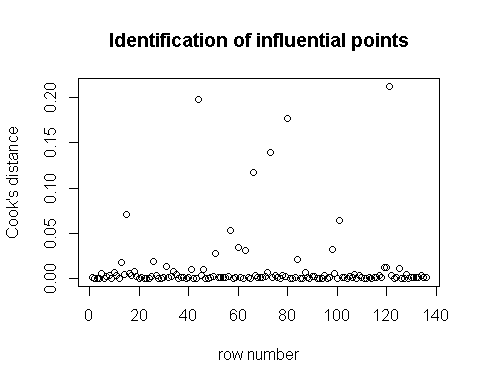 Identification of influential points
Cook's distance
0.20
0.15
0.10
0.05
0.00
0 20 40 60 80 100 120 140
row number